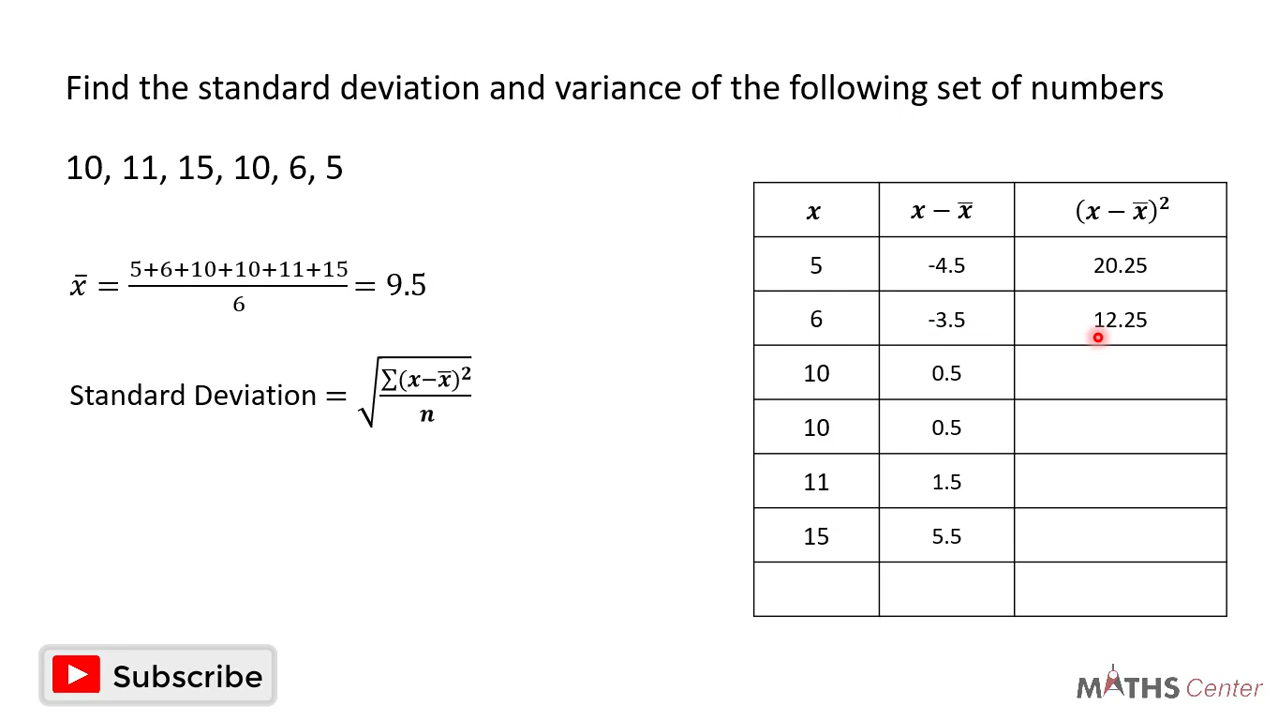 Find the standard deviation and variance of the following set of numbers
10, 11, 15, 10, 6, 5
x̄ = (5+6+10+10+11+15)/6 = 9.5
Standard Deviation = √(∑(x−x̄)²/n)
x x − x̄ (x − x̄)²
5 -4.5 20.25
6 -3.5 12.25
10 0.5
10 0.5
11 1.5
15 5.5
Subscribe
MATHS Center